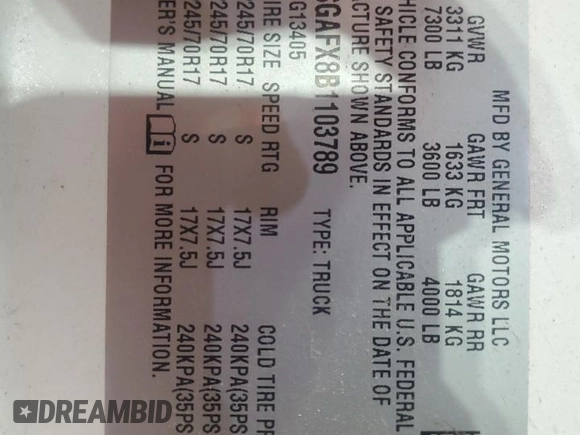 MFD BY GENERAL MOTORS LLC
GVWR GAWR FRT GAWR RR
3311 KG 1633 KG 1814 KG
7300 LB 3600 LB 4000 LB
HICLE CONFORMS TO ALL APPLICABLE U.S. FEDERAL
SAFETY STANDARDS IN EFFECT ON THE DATE OF
ACTURE SHOWN ABOVE.
SGAFX8B1103789 TYPE: TRUCK
G13405
IRE SIZE SPEED RTG RIM COLD TIRE PR
245/70R17 S 17X7.5J 240KPA(35PS
245/70R17 S 17X7.5J 240KPA(35PS
245/70R17 S 17X7.5J 240KPA(35PS
ER'S MANUAL FOR MORE INFORMATION.
DREAMBID